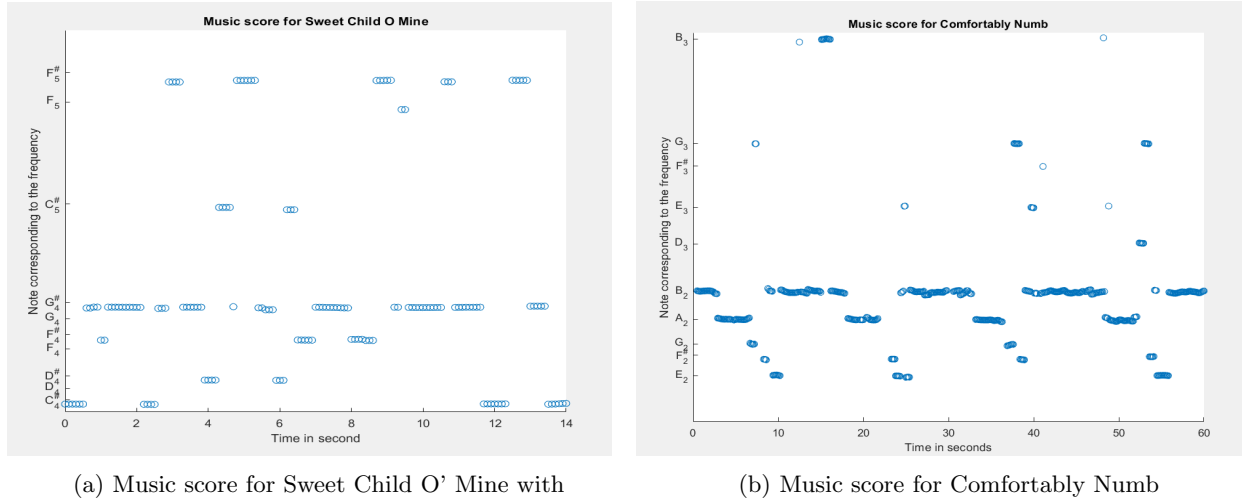 Music score for Sweet Child O Mine
Note corresponding to the frequency
F#5
F5
C#5
G#4
G4
F#4
F4
D#4
D4
C#4
0 2 4 6 8 10 12 14
Time in second
(a) Music score for Sweet Child O’ Mine with
Music score for Comfortably Numb
Note corresponding to the frequency
B3
G3
F#3
E3
D3
B2
A2
G2
F#2
E2
0 10 20 30 40 50 60
Time in seconds
(b) Music score for Comfortably Numb